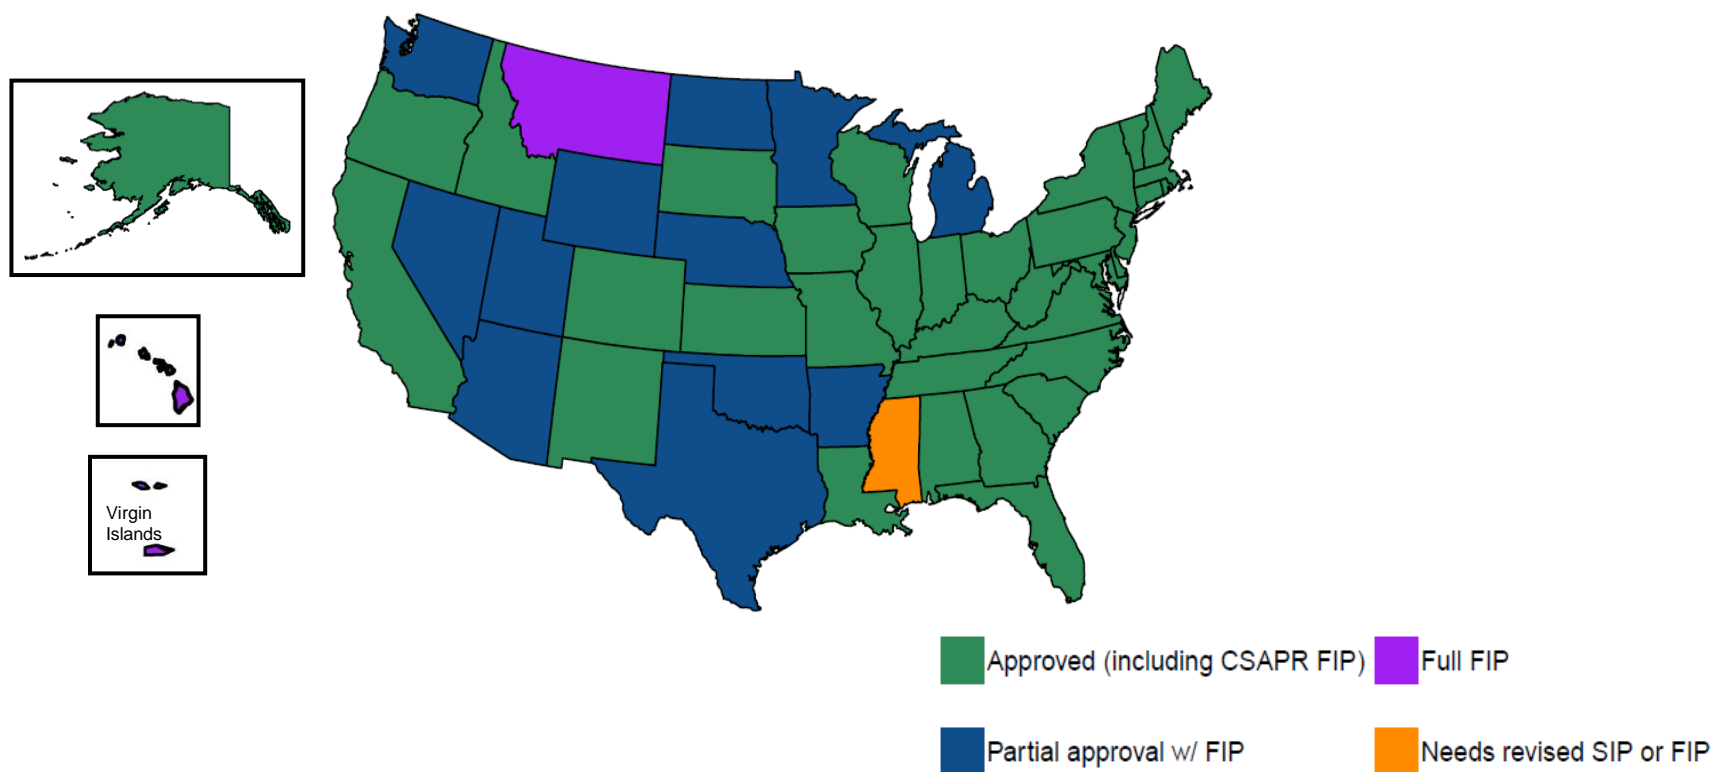 Virgin
Islands
Approved (including CSAPR FIP)
Full FIP
Partial approval w/ FIP
Needs revised SIP or FIP